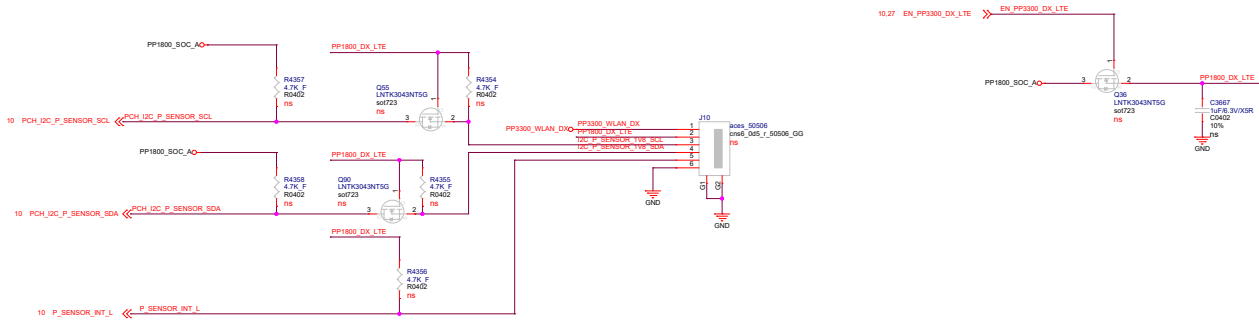 10,27 EN_PP3300_DX_LTE
EN_PP3300_DX_LTE
PP1800_SOC_A
PP1800_DX_LTE
R4357
4.7K_F
R0402
ns
Q55
LNTK3043NT5G
sot723
ns
1
3
2
R4354
4.7K_F
R0402
ns
10 PCH_I2C_P_SENSOR_SCL
PCH_I2C_P_SENSOR_SCL
PP1800_SOC_A
PP1800_DX_LTE
R4358
4.7K_F
R0402
ns
Q90
LNTK3043NT5G
sot723
ns
1
3
2
R4355
4.7K_F
R0402
ns
10 PCH_I2C_P_SENSOR_SDA
PCH_I2C_P_SENSOR_SDA
PP1800_DX_LTE
R4356
4.7K_F
R0402
ns
10 P_SENSOR_INT_L
P_SENSOR_INT_L
PP3300_WLAN_DX
PP3300_WLAN_DX
PP1800_DX_LTE
I2C_P_SENSOR_1V8_SCL
I2C_P_SENSOR_1V8_SDA
J10
1
2
3
4
5
6
aces_50506
cns6_0d5_r_50506_GG
ns
G1
G2
GND
GND
PP1800_SOC_A
3
1
2
Q36
LNTK3043NT5G
sot723
ns
PP1800_DX_LTE
C3667
1uF/6.3V/X5R
C0402
10%
ns
GND